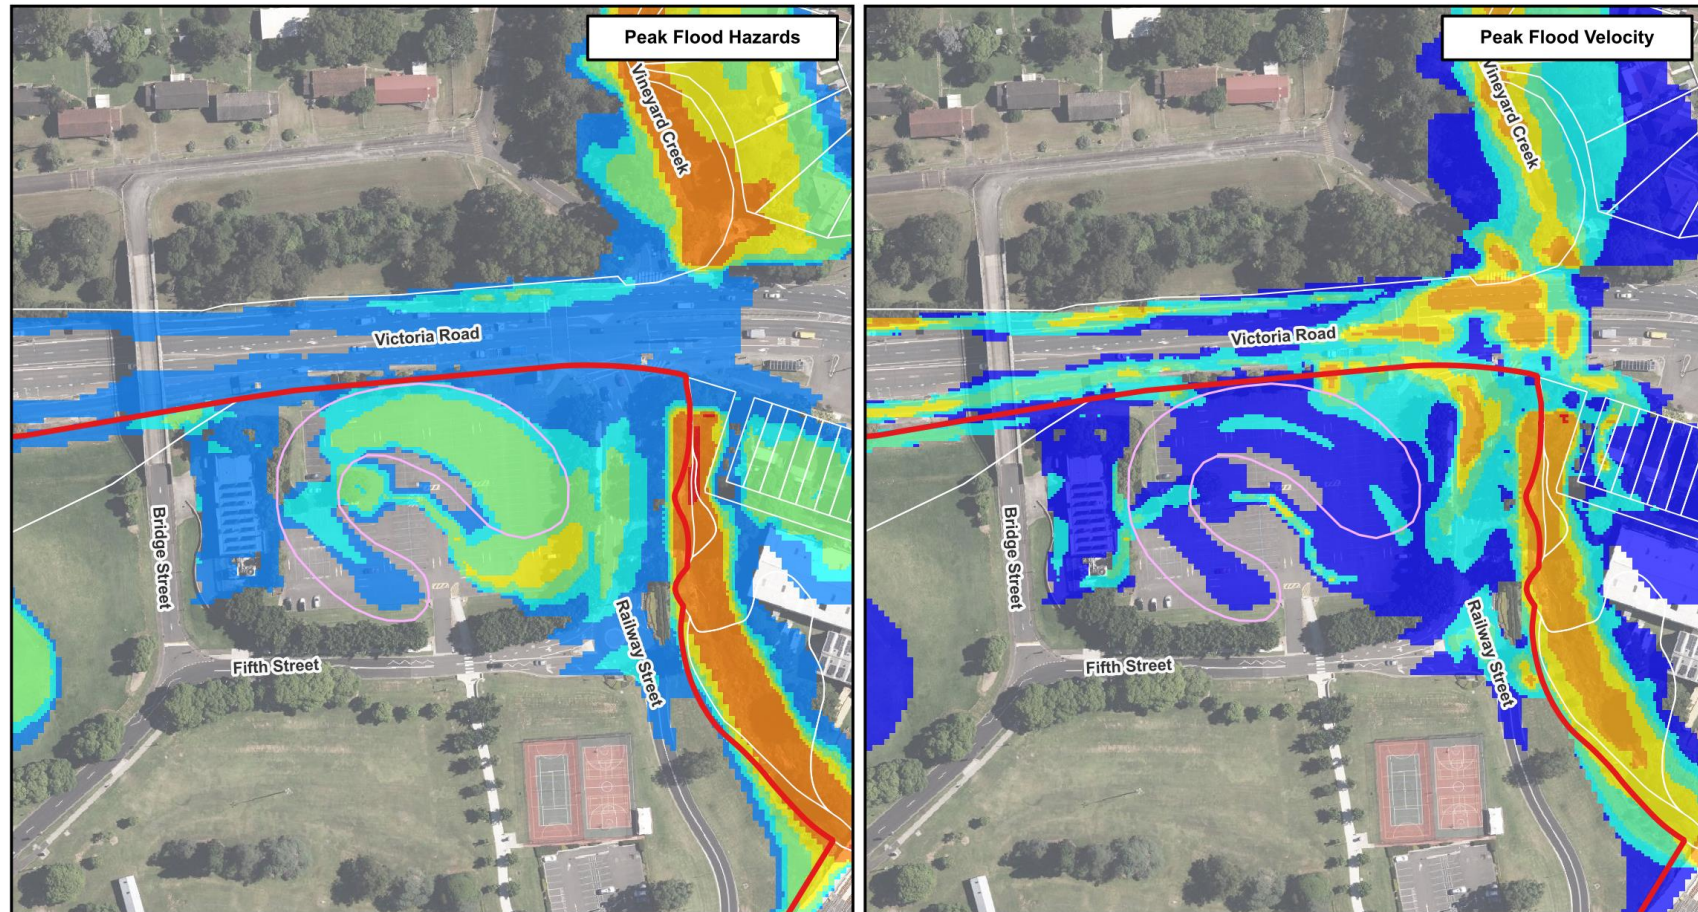 Peak Flood Hazards
Vineyard Creek
Victoria Road
Bridge Street
Railway Street
Fifth Street
Peak Flood Velocity
Vineyard Creek
Victoria Road
Bridge Street
Railway Street
Fifth Street